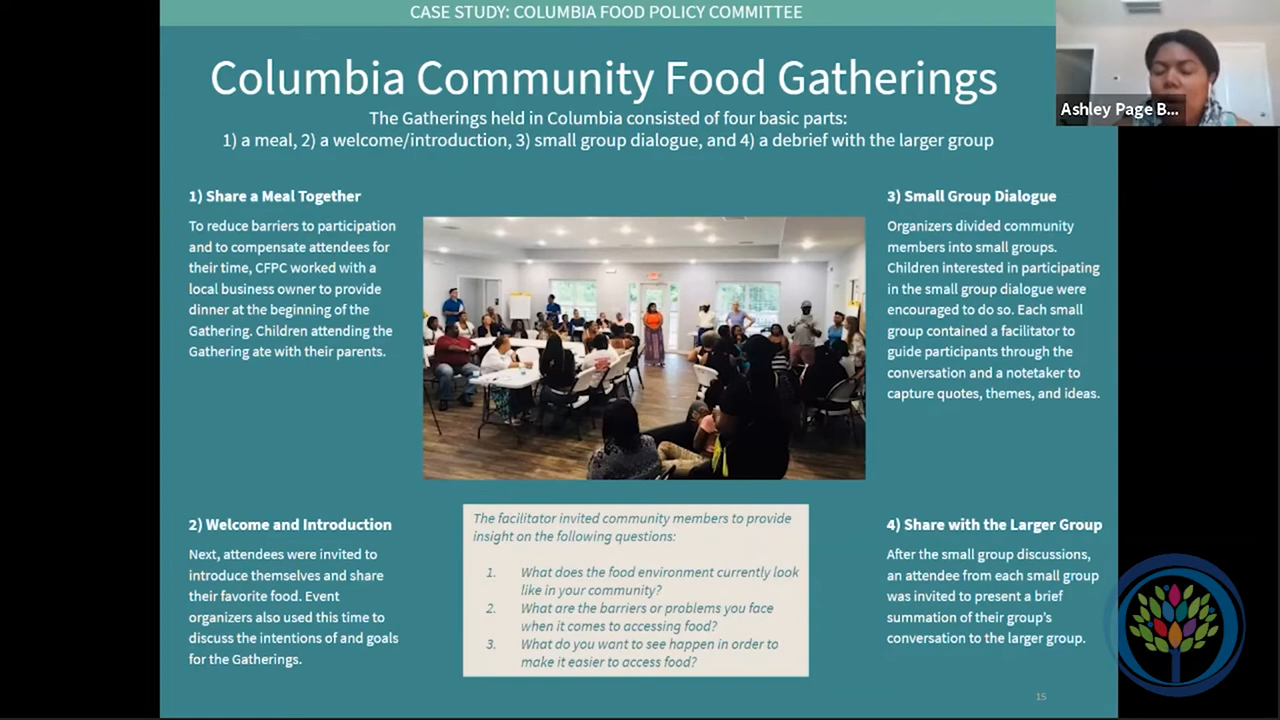 CASE STUDY: COLUMBIA FOOD POLICY COMMITTEE
Columbia Community Food Gatherings
The Gatherings held in Columbia consisted of four basic parts:
1) a meal, 2) a welcome/introduction, 3) small group dialogue, and 4) a debrief with the larger group
Ashley Page B...
1) Share a Meal Together
To reduce barriers to participation
and to compensate attendees for
their time, CFPC worked with a
local business owner to provide
dinner at the beginning of the
Gathering. Children attending the
Gathering ate with their parents.
2) Welcome and Introduction
Next, attendees were invited to
introduce themselves and share
their favorite food. Event
organizers also used this time to
discuss the intentions of and goals
for the Gatherings.
The facilitator invited community members to provide
insight on the following questions:
1. What does the food environment currently look
like in your community?
2. What are the barriers or problems you face
when it comes to accessing food?
3. What do you want to see happen in order to
make it easier to access food?
3) Small Group Dialogue
Organizers divided community
members into small groups.
Children interested in participating
in the small group dialogue were
encouraged to do so. Each small
group contained a facilitator to
guide participants through the
conversation and a notetaker to
capture quotes, themes, and ideas.
4) Share with the Larger Group
After the small group discussions,
an attendee from each small group
was invited to present a brief
summation of their group's
conversation to the larger group.
15